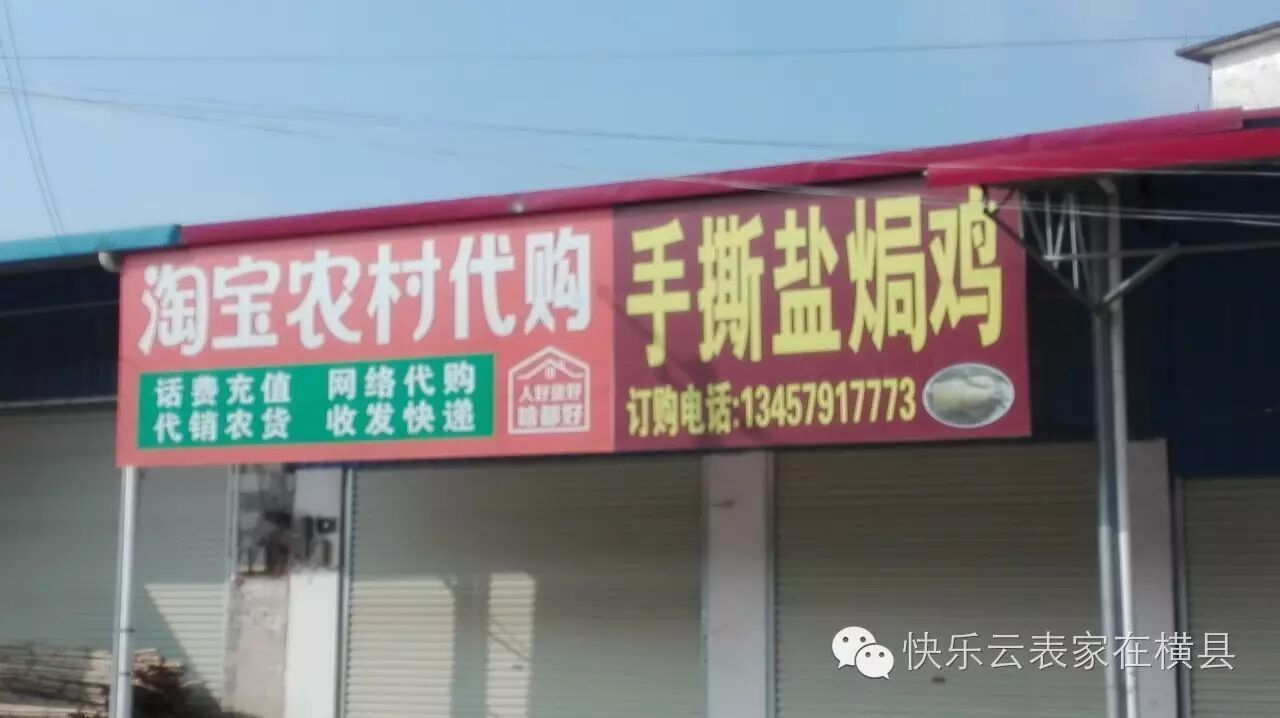 淘宝农村代购
话费充值 网络代购
代销农货 收发快递
人好货好
啥都好
手撕盐焗鸡
订购电话:13457917773
快乐云表家在横县